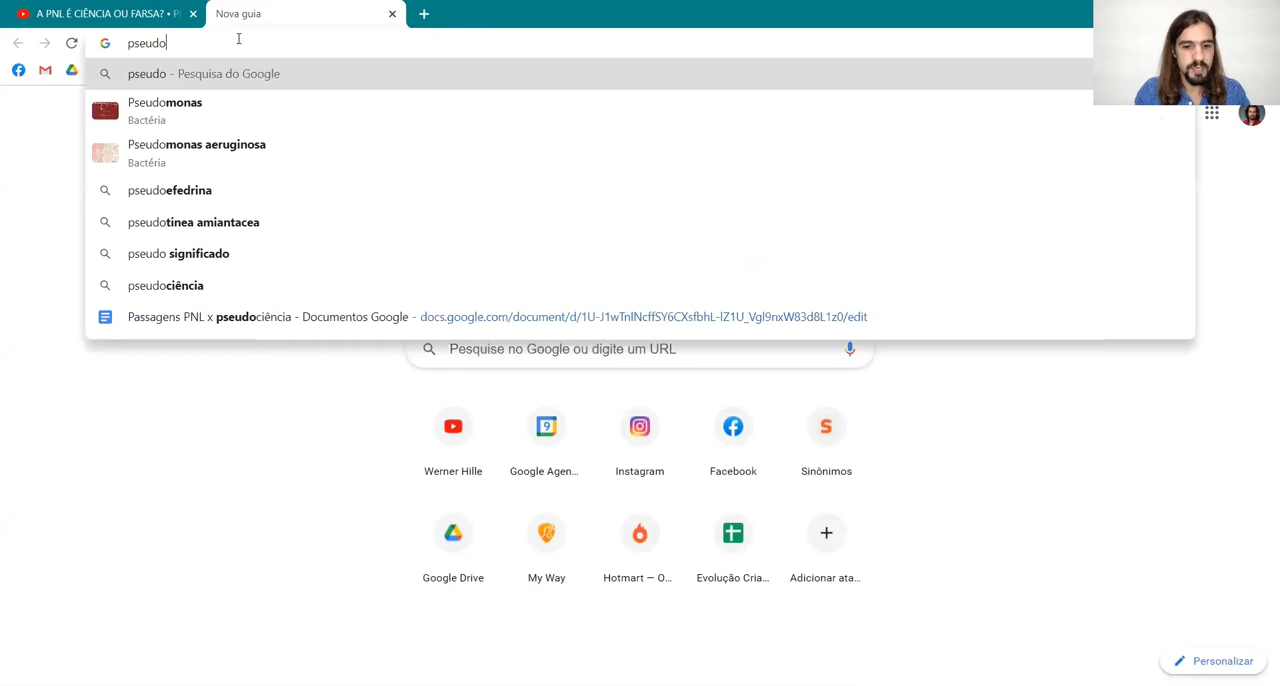 A PNL É CIÊNCIA OU FARSA? • P
Nova guia
pseudo
pseudo - Pesquisa do Google
Pseudomonas
Bactéria
Pseudomonas aeruginosa
Bactéria
pseudoefedrina
pseudotinea amiantacea
pseudo significado
pseudociência
Passagens PNL x pseudociência - Documentos Google - docs.google.com/document/d/1U-J1wTnlNcffSY6CXsfbhL-lZ1U_Vgl9nxW83d8L1z0/edit
Pesquise no Google ou digite um URL
Werner Hille
Google Agen...
Instagram
Facebook
Sinônimos
Google Drive
My Way
Hotmart — O...
Evolução Cria...
Adicionar ata...
Personalizar